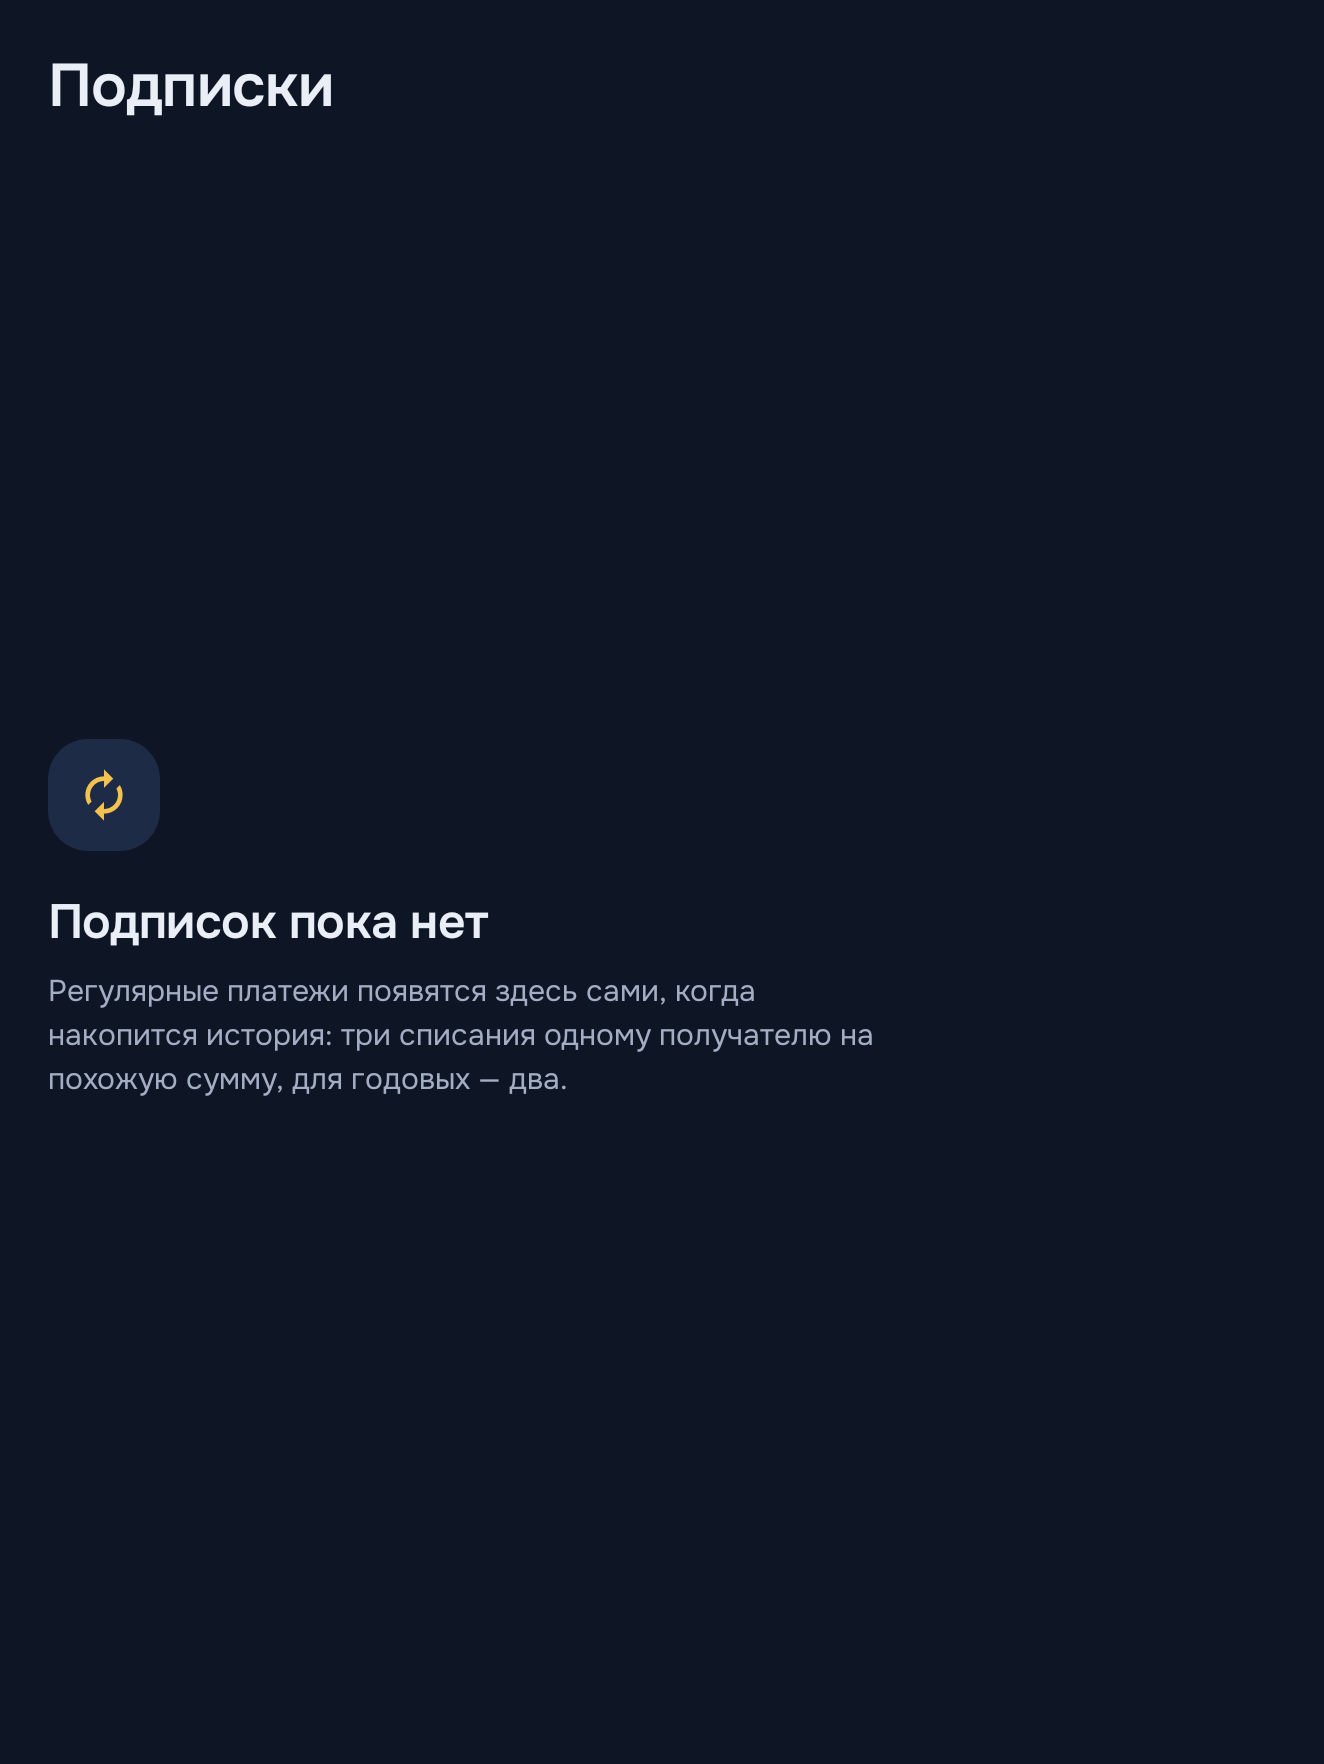 Подписки
Подписок пока нет
Регулярные платежи появятся здесь сами, когда
накопится история: три списания одному получателю на
похожую сумму, для годовых — два.